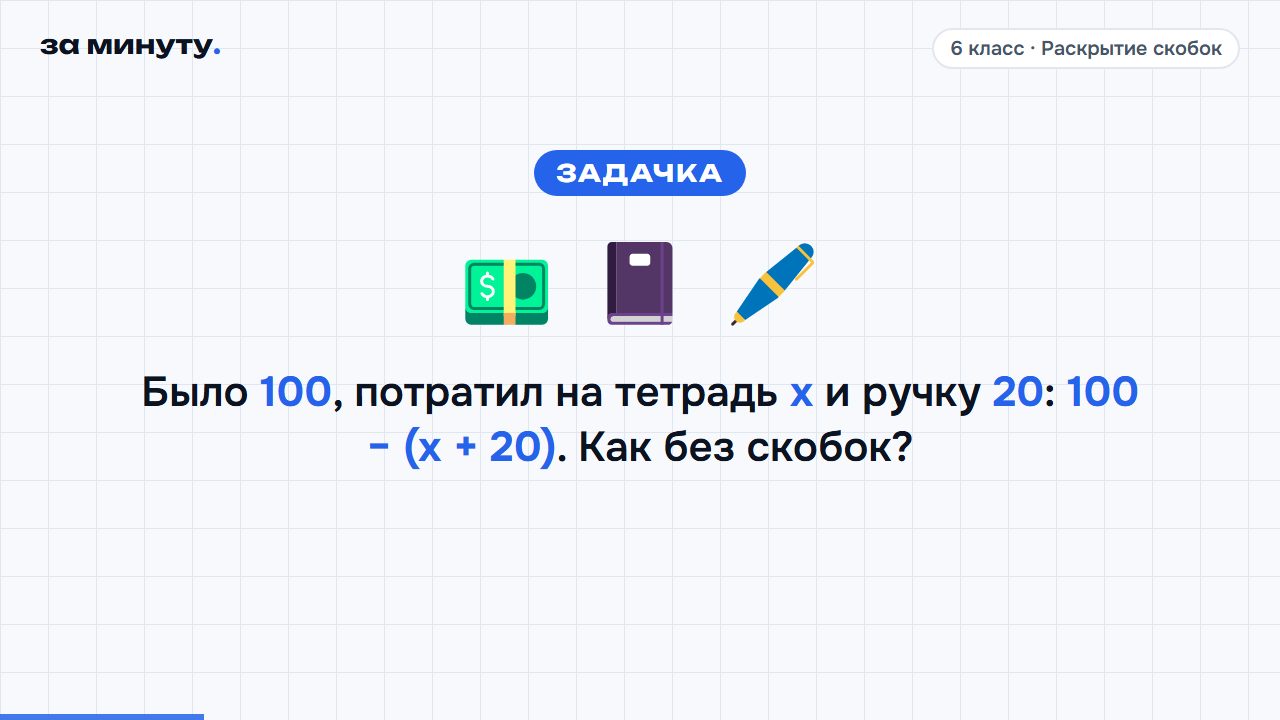 за минуту.
6 класс · Раскрытие скобок
ЗАДАЧКА
Было 100, потратил на тетрадь x и ручку 20: 100
− (x + 20). Как без скобок?